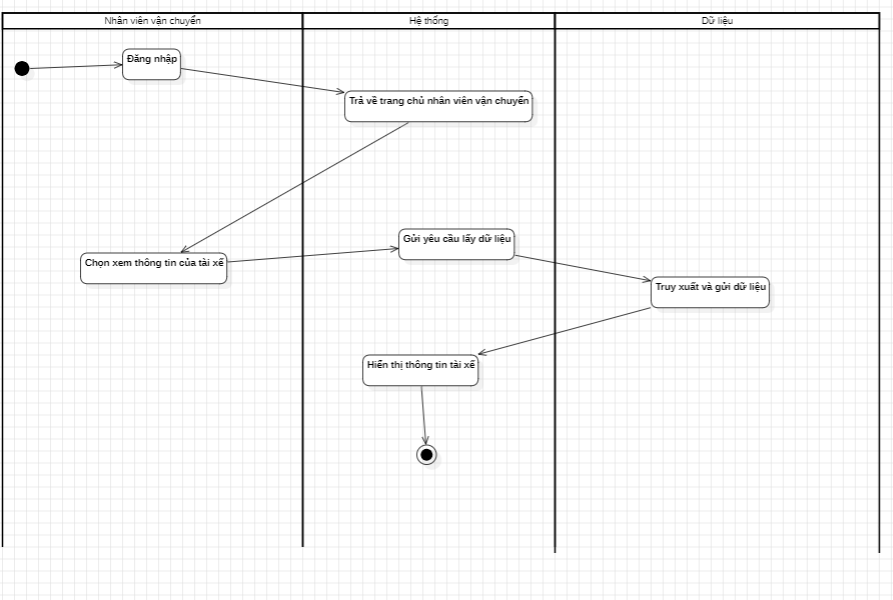 Nhân viên vận chuyển
Hệ thống
Dữ liệu
Đăng nhập
Trả về trang chủ nhân viên vận chuyển
Gửi yêu cầu lấy dữ liệu
Chọn xem thông tin của tài xế
Truy xuất và gửi dữ liệu
Hiển thị thông tin tài xế